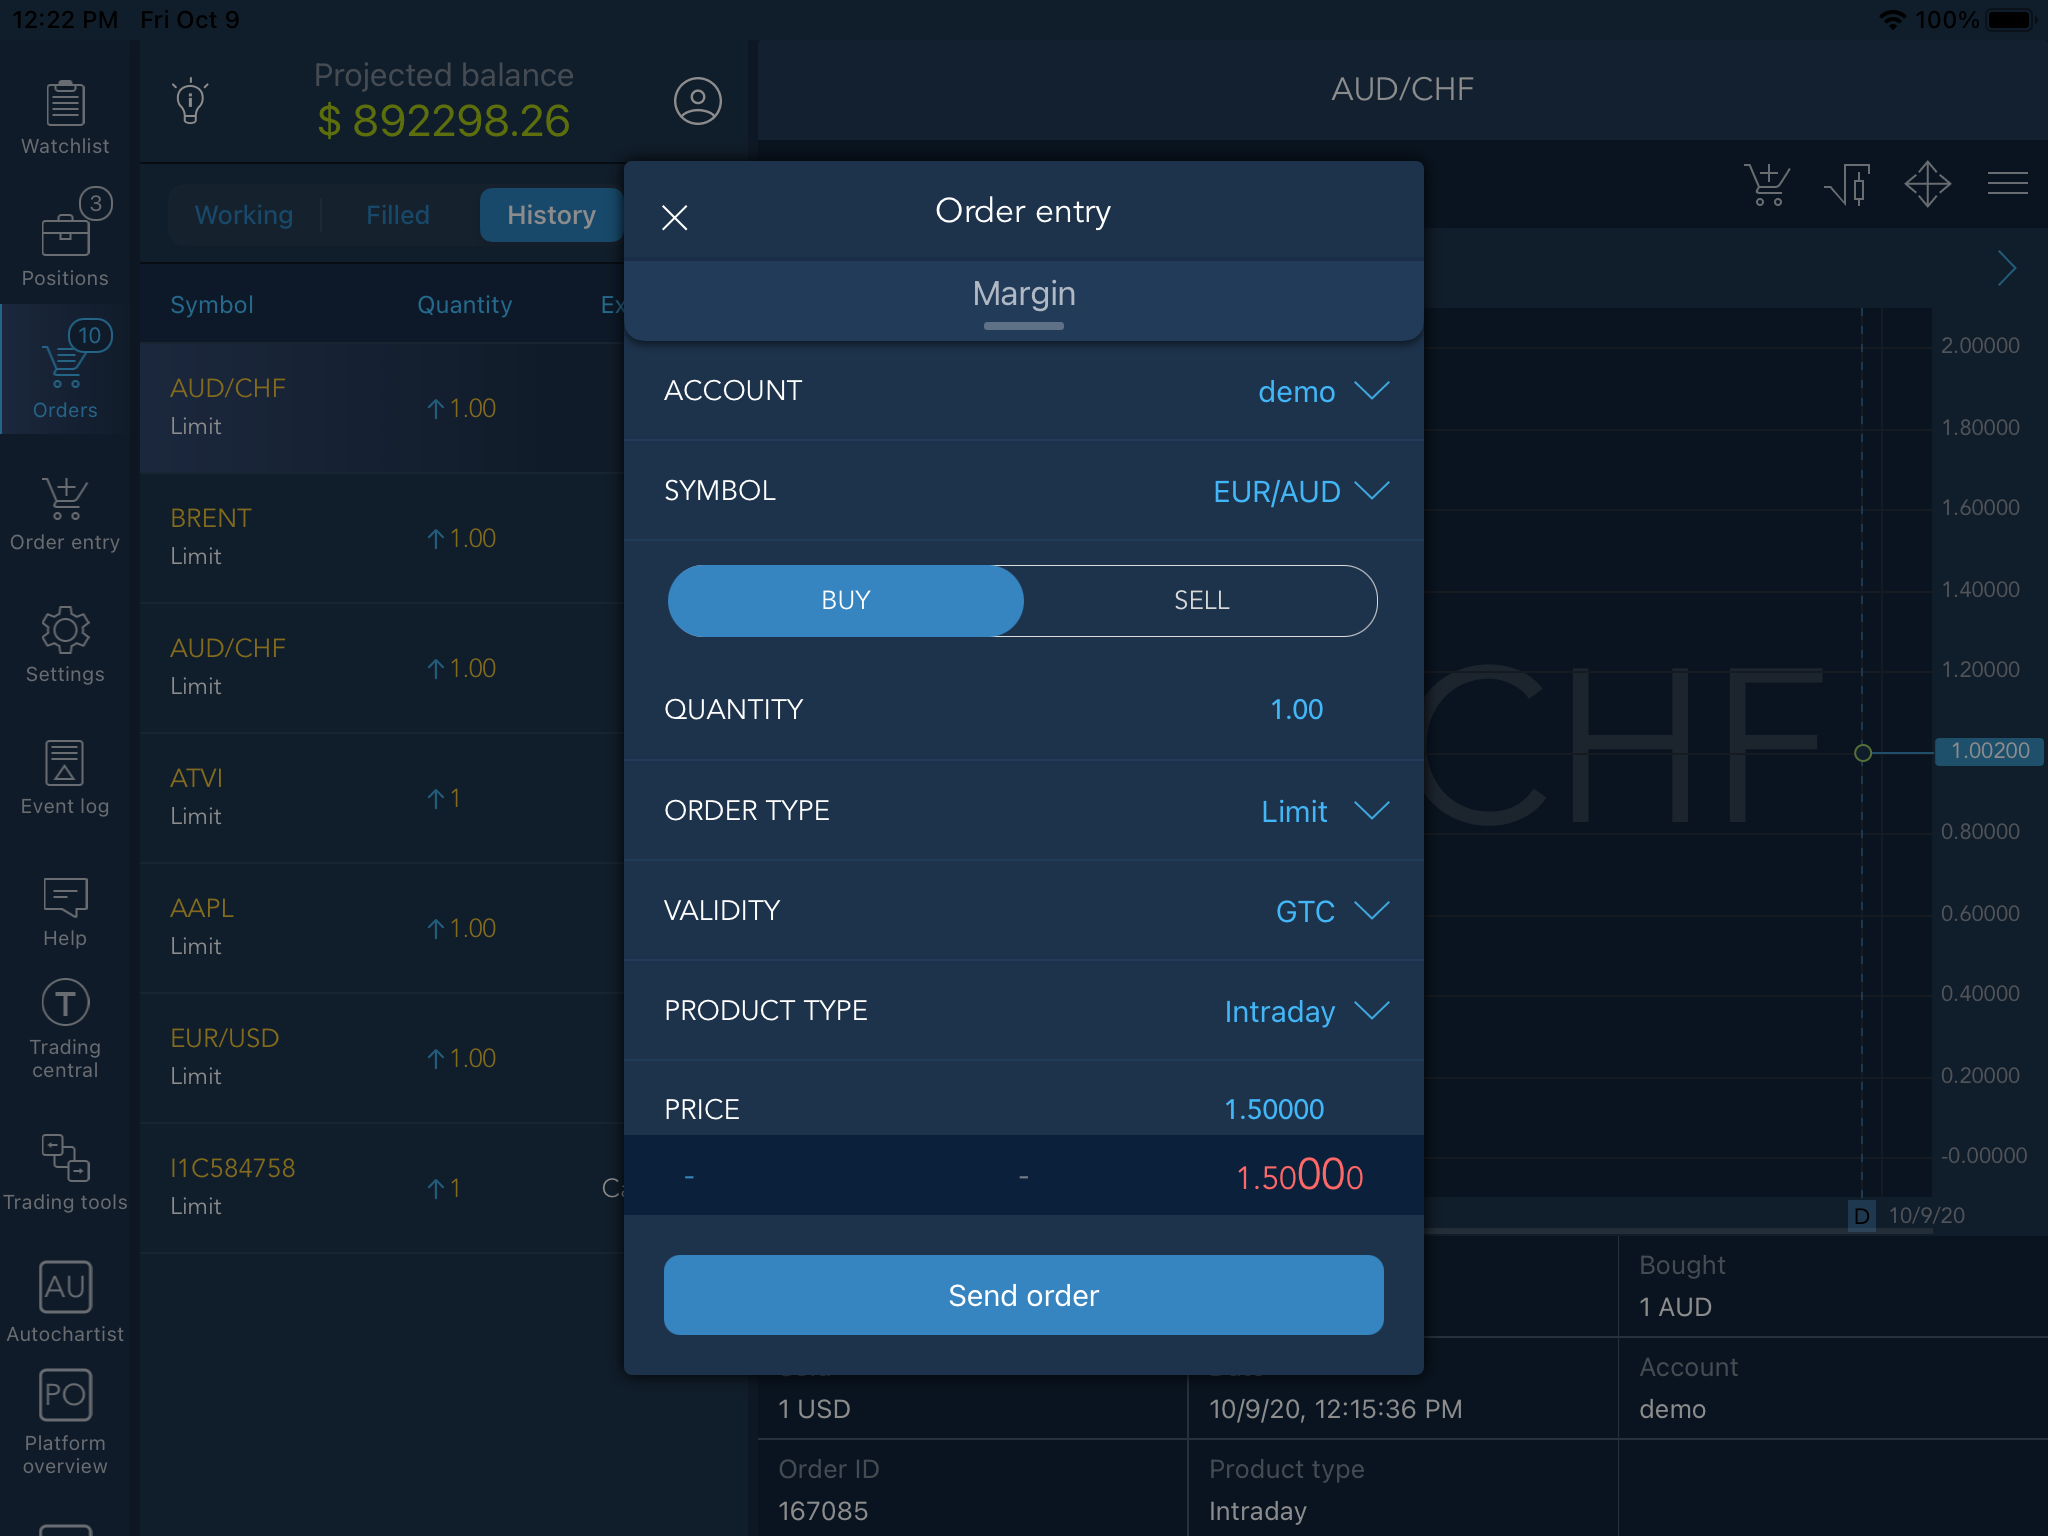 12:22 PM Fri Oct 9
100%
Watchlist
3
Positions
10
Orders
Order entry
Settings
Event log
Help
T
Trading
central
Trading tools
AU
Autochartist
PO
Platform
overview
Projected balance
$ 892298.26
Working
Filled
History
Symbol
Quantity
Ex
AUD/CHF
Limit
1.00
BRENT
Limit
1.00
AUD/CHF
Limit
1.00
ATVI
Limit
1
AAPL
Limit
1.00
EUR/USD
Limit
1.00
I1C584758
Limit
1
Ca
Order entry
Margin
ACCOUNT
demo
SYMBOL
EUR/AUD
BUY
SELL
QUANTITY
1.00
ORDER TYPE
Limit
VALIDITY
GTC
PRODUCT TYPE
Intraday
PRICE
1.50000
-
-
1.50000
Send order
AUD/CHF
CHF
2.00000
1.80000
1.60000
1.40000
1.20000
1.00200
0.80000
0.60000
0.40000
0.20000
-0.00000
D 10/9/20
Bought
1 AUD
1 USD
10/9/20, 12:15:36 PM
Account
demo
Order ID
167085
Product type
Intraday